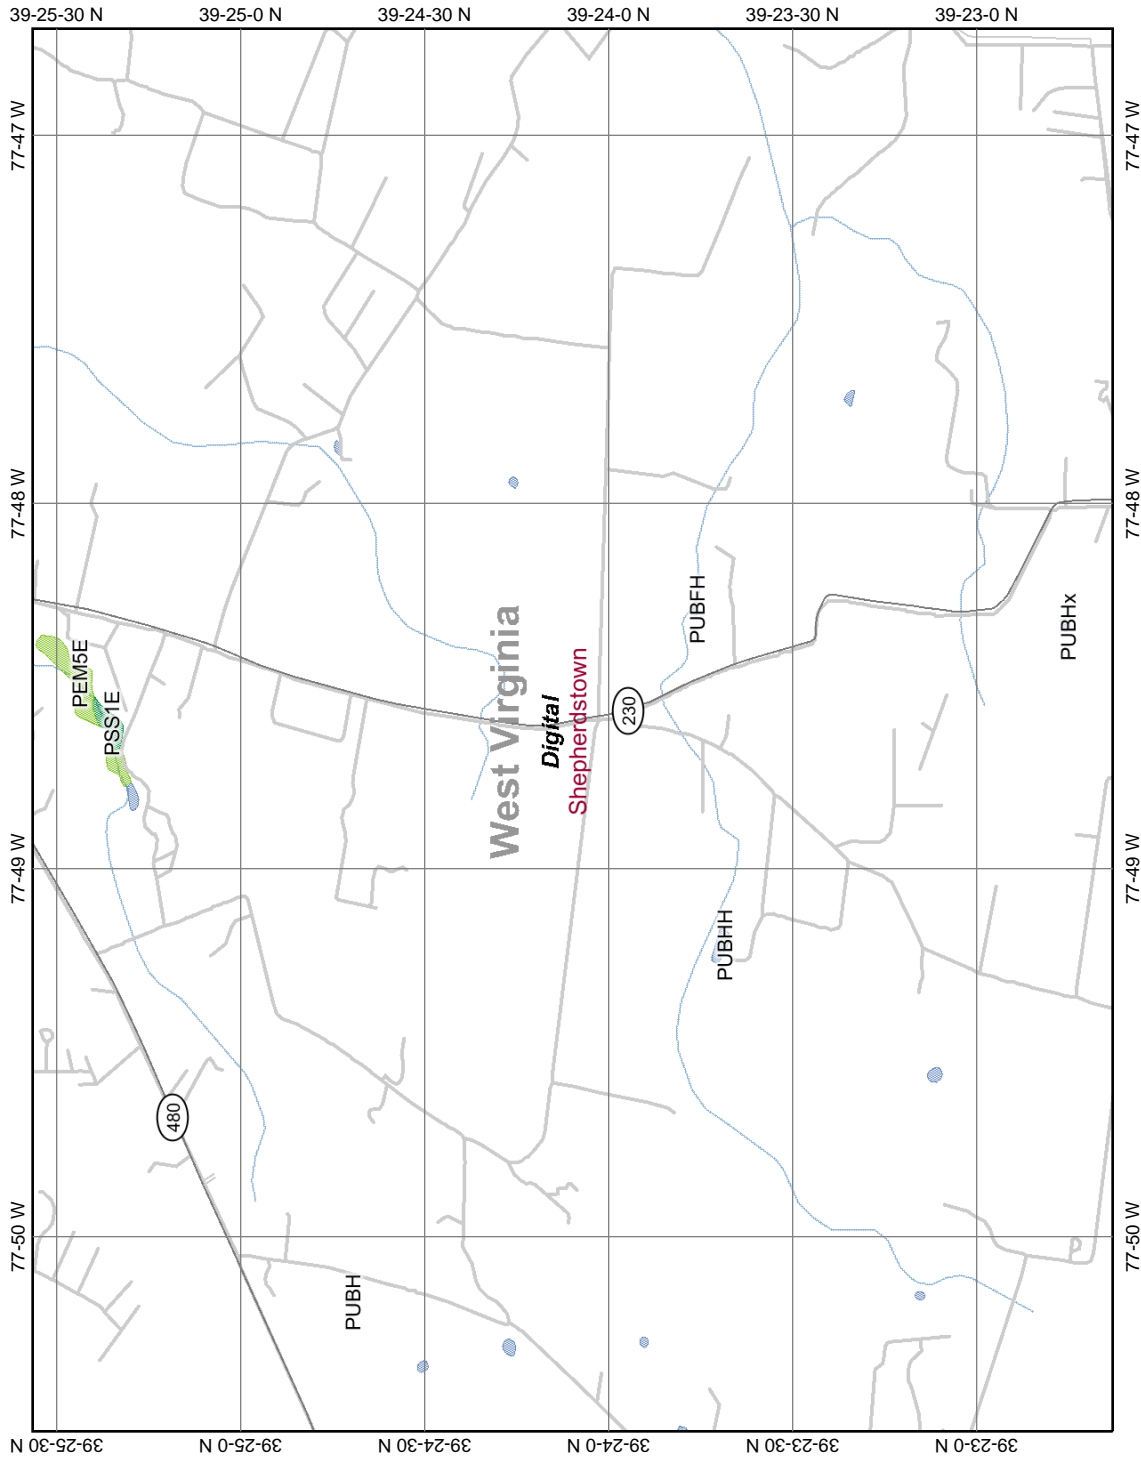 39-25-30 N
39-25-0 N
39-24-30 N
39-24-0 N
39-23-30 N
39-23-0 N
77-47 W
77-47 W
77-48 W
77-48 W
PEM5E
PSS1E
West Virginia
Digital
Shepherdstown
230
PUBFH
PUBHx
77-49 W
77-49 W
PUBHH
480
77-50 W
77-50 W
PUBH
39-25-30 N
39-25-0 N
39-24-30 N
39-24-0 N
39-23-30 N
39-23-0 N